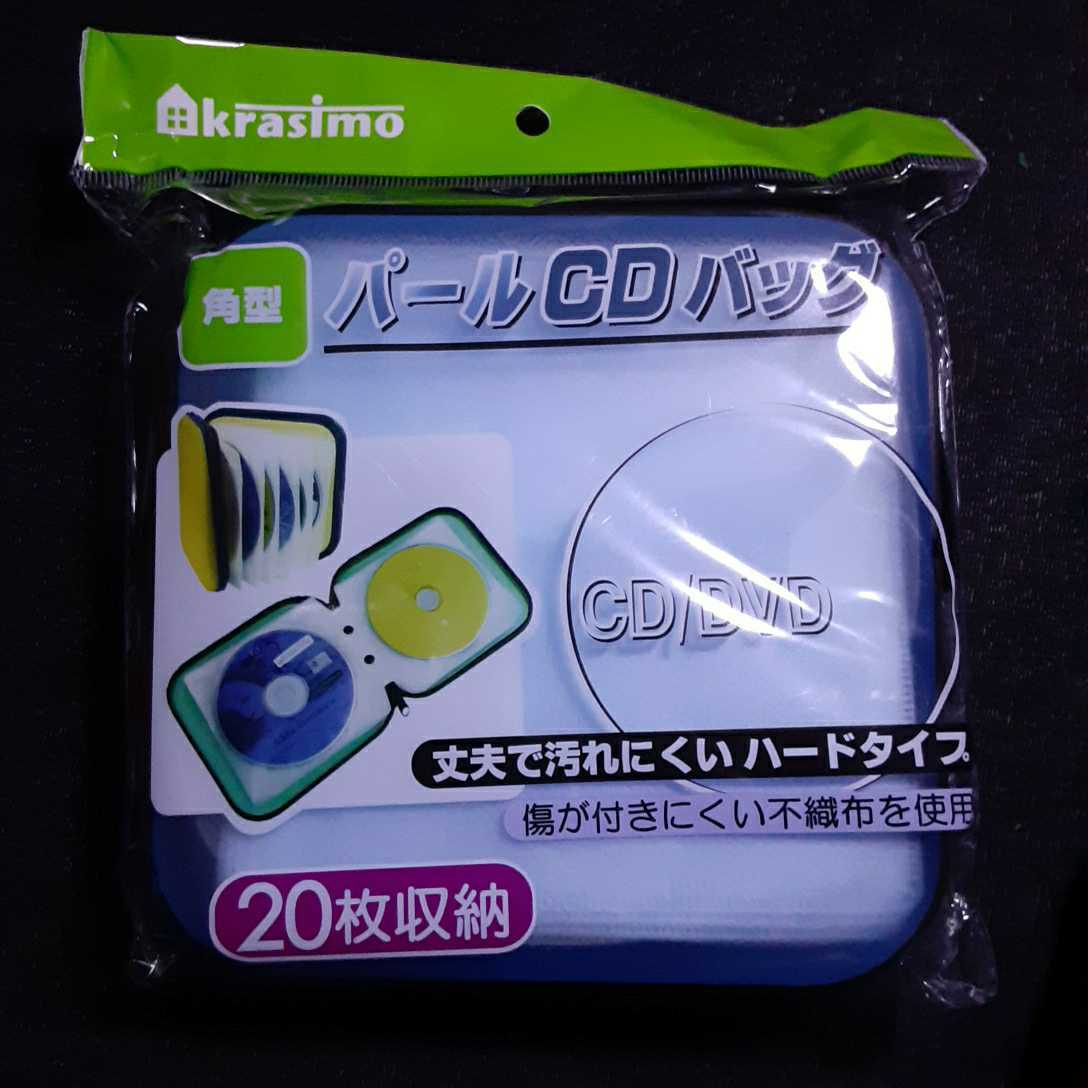 krasimo
角型
パールCDバッグ
CD/DVD
丈夫で汚れにくい ハードタイプ
傷が付きにくい不織布を使用
20枚収納